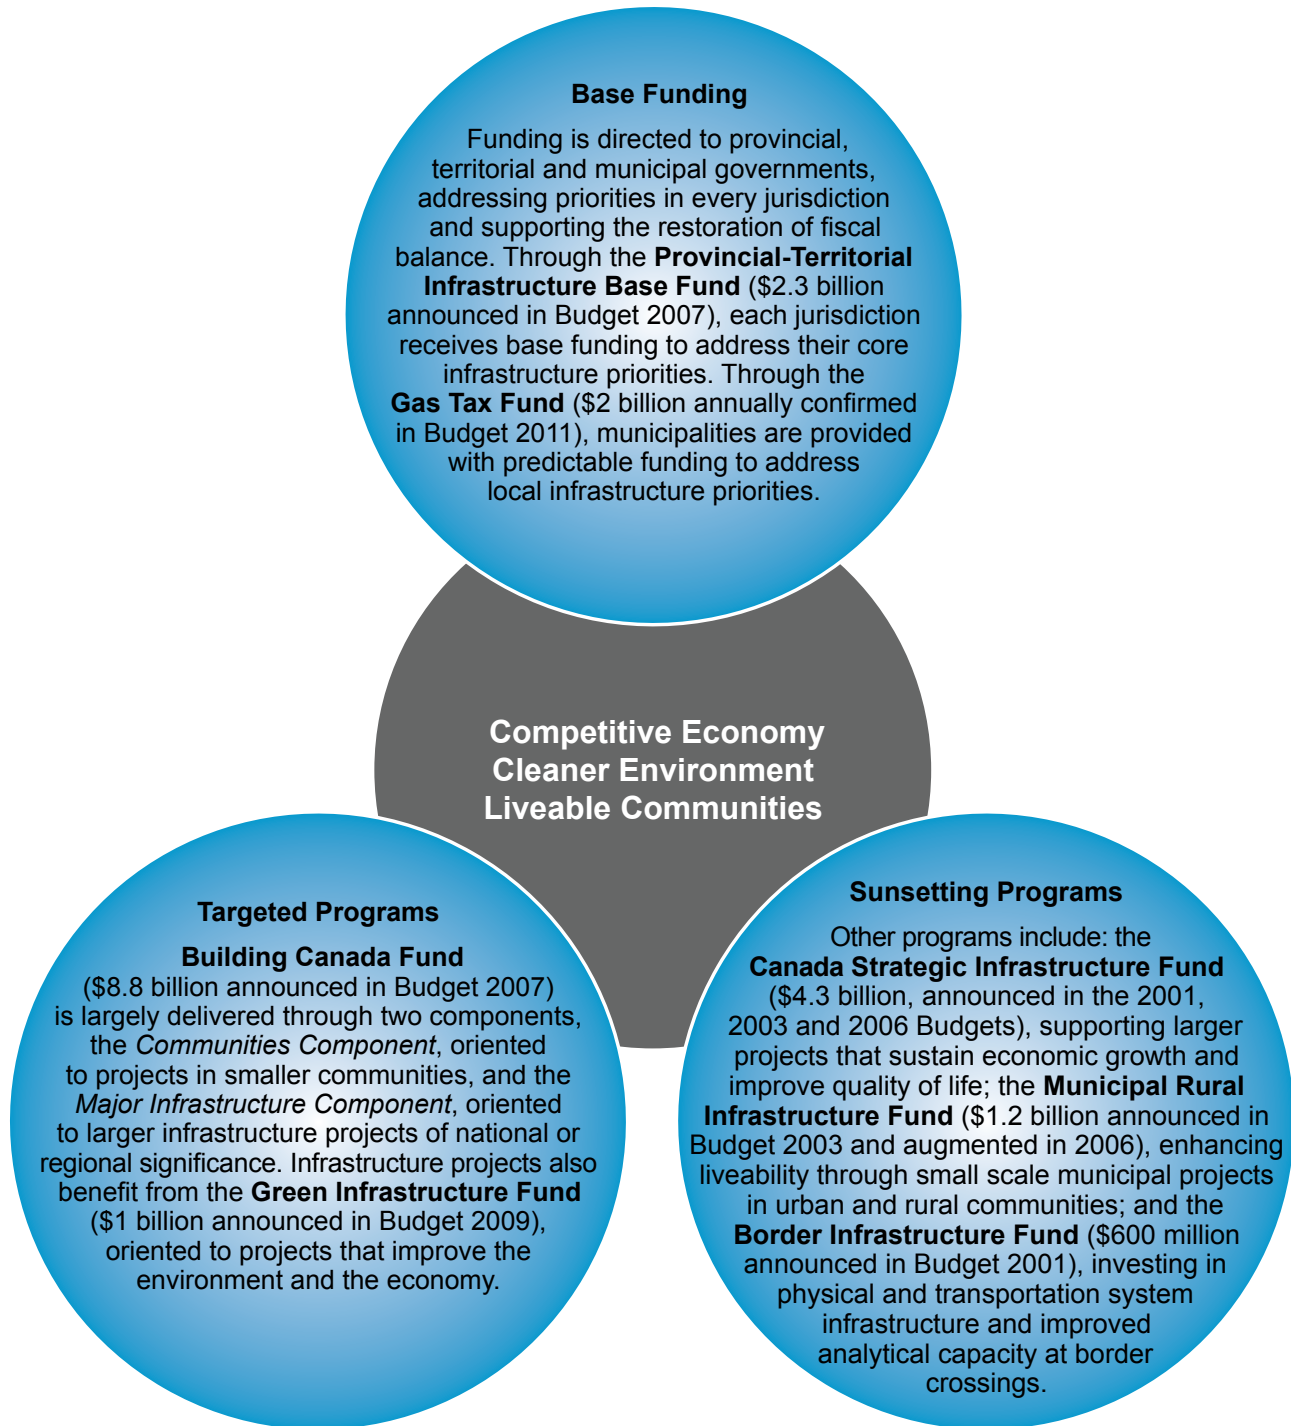 Base Funding
Funding is directed to provincial,
territorial and municipal governments,
addressing priorities in every jurisdiction
and supporting the restoration of fiscal
balance. Through the Provincial-Territorial
Infrastructure Base Fund ($2.3 billion
announced in Budget 2007), each jurisdiction
receives base funding to address their core
infrastructure priorities. Through the
Gas Tax Fund ($2 billion annually confirmed
in Budget 2011), municipalities are provided
with predictable funding to address
local infrastructure priorities.
Competitive Economy
Cleaner Environment
Liveable Communities
Targeted Programs
Building Canada Fund
($8.8 billion announced in Budget 2007)
is largely delivered through two components,
the Communities Component, oriented
to projects in smaller communities, and the
Major Infrastructure Component, oriented
to larger infrastructure projects of national or
regional significance. Infrastructure projects also
benefit from the Green Infrastructure Fund
($1 billion announced in Budget 2009),
oriented to projects that improve the
environment and the economy.
Sunsetting Programs
Other programs include: the
Canada Strategic Infrastructure Fund
($4.3 billion, announced in the 2001,
2003 and 2006 Budgets), supporting larger
projects that sustain economic growth and
improve quality of life; the Municipal Rural
Infrastructure Fund ($1.2 billion announced in
Budget 2003 and augmented in 2006), enhancing
liveability through small scale municipal projects
in urban and rural communities; and the
Border Infrastructure Fund ($600 million
announced in Budget 2001), investing in
physical and transportation system
infrastructure and improved
analytical capacity at border
crossings.